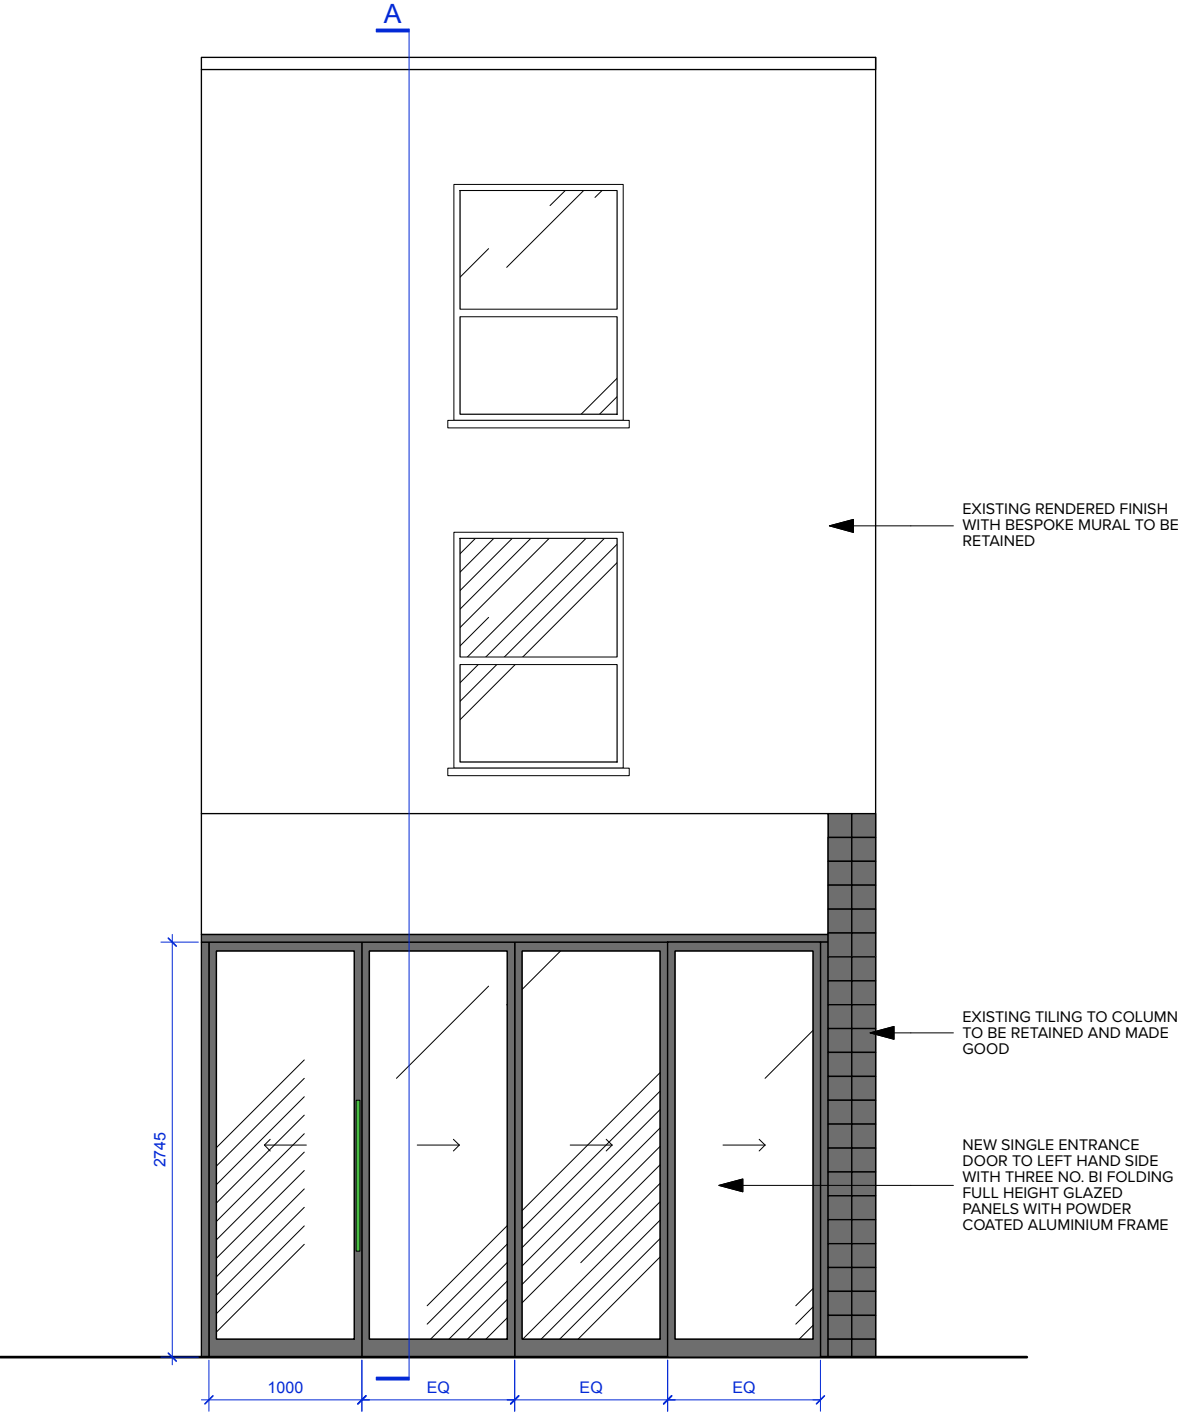 A
EXISTING RENDERED FINISH
WITH BESPOKE MURAL TO BE
RETAINED
EXISTING TILING TO COLUMN
TO BE RETAINED AND MADE
GOOD
2745
NEW SINGLE ENTRANCE
DOOR TO LEFT HAND SIDE
WITH THREE NO. BI FOLDING
FULL HEIGHT GLAZED
PANELS WITH POWDER
COATED ALUMINIUM FRAME
1000 EQ EQ EQ